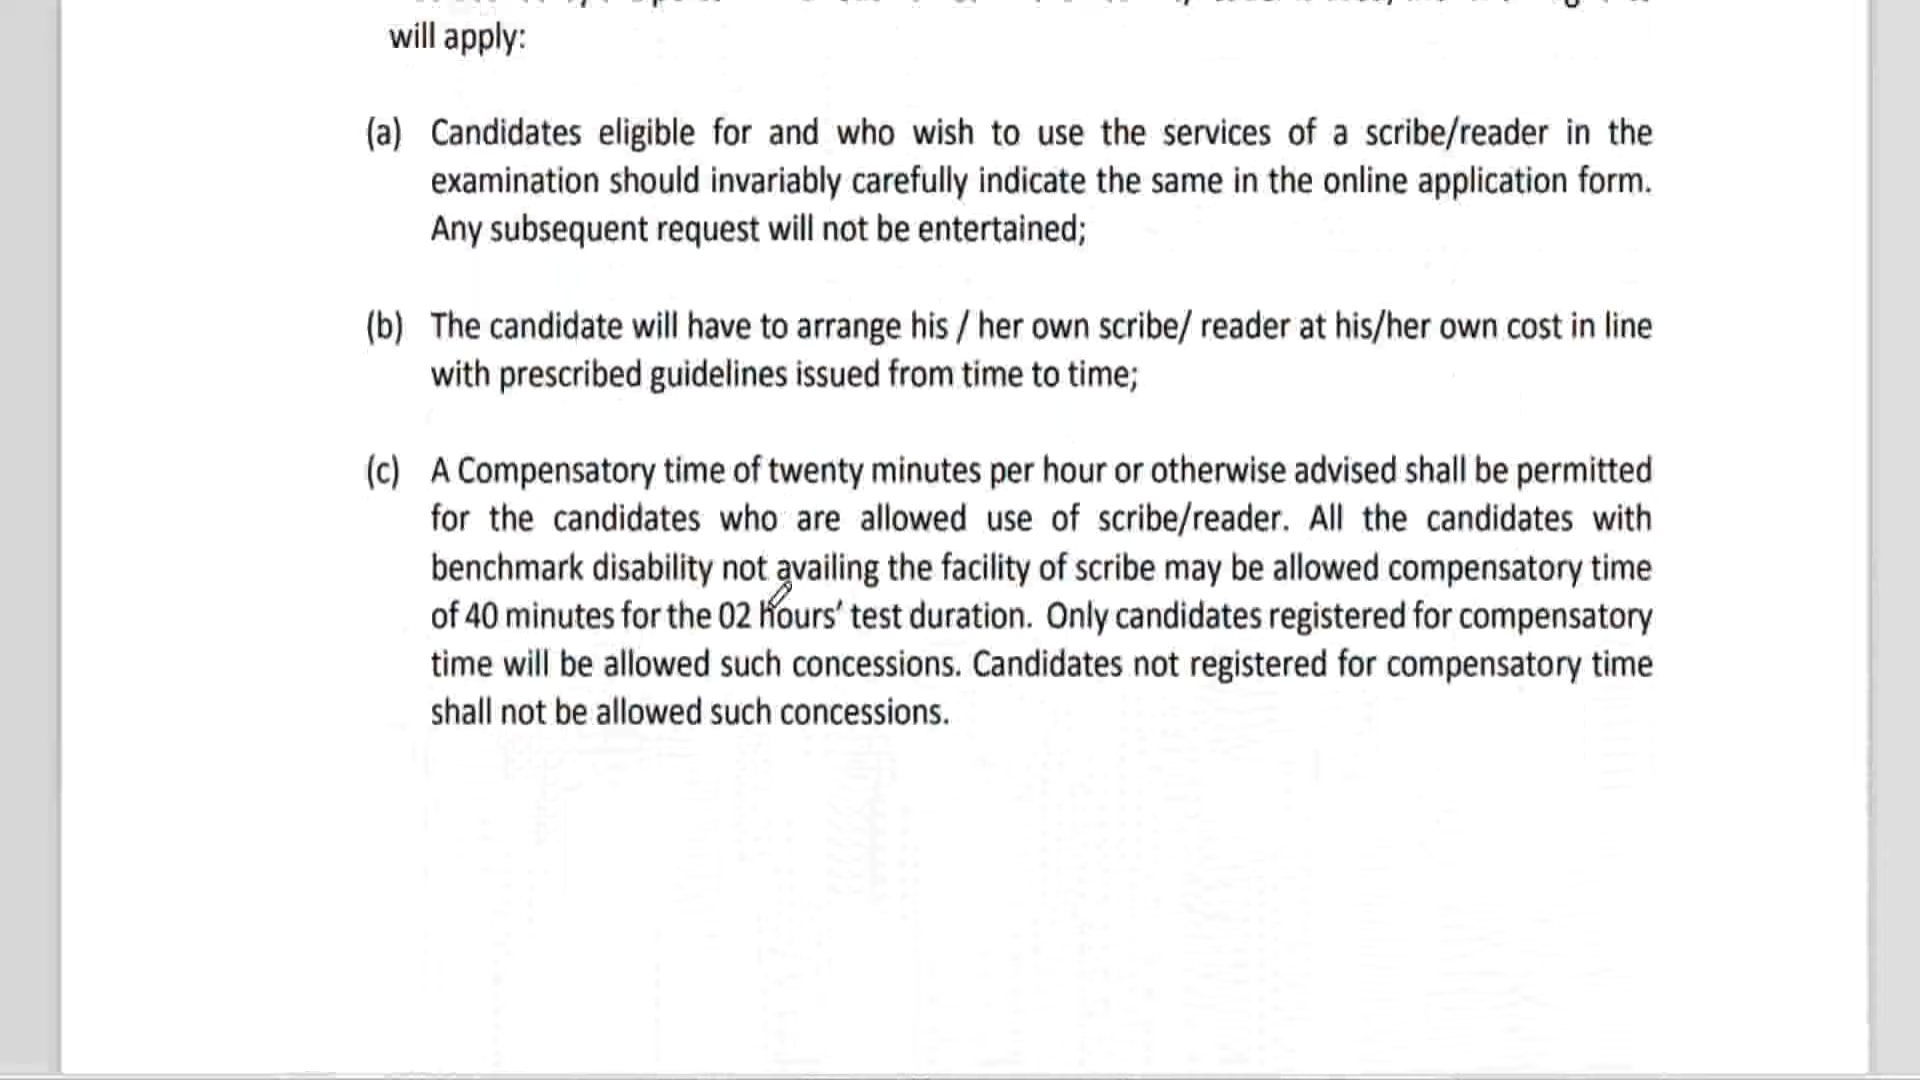 will apply:
(a) Candidates eligible for and who wish to use the services of a scribe/reader in the
examination should invariably carefully indicate the same in the online application form.
Any subsequent request will not be entertained;
(b) The candidate will have to arrange his / her own scribe/ reader at his/her own cost in line
with prescribed guidelines issued from time to time;
(c) A Compensatory time of twenty minutes per hour or otherwise advised shall be permitted
for the candidates who are allowed use of scribe/reader. All the candidates with
benchmark disability not availing the facility of scribe may be allowed compensatory time
of 40 minutes for the 02 hours’ test duration. Only candidates registered for compensatory
time will be allowed such concessions. Candidates not registered for compensatory time
shall not be allowed such concessions.